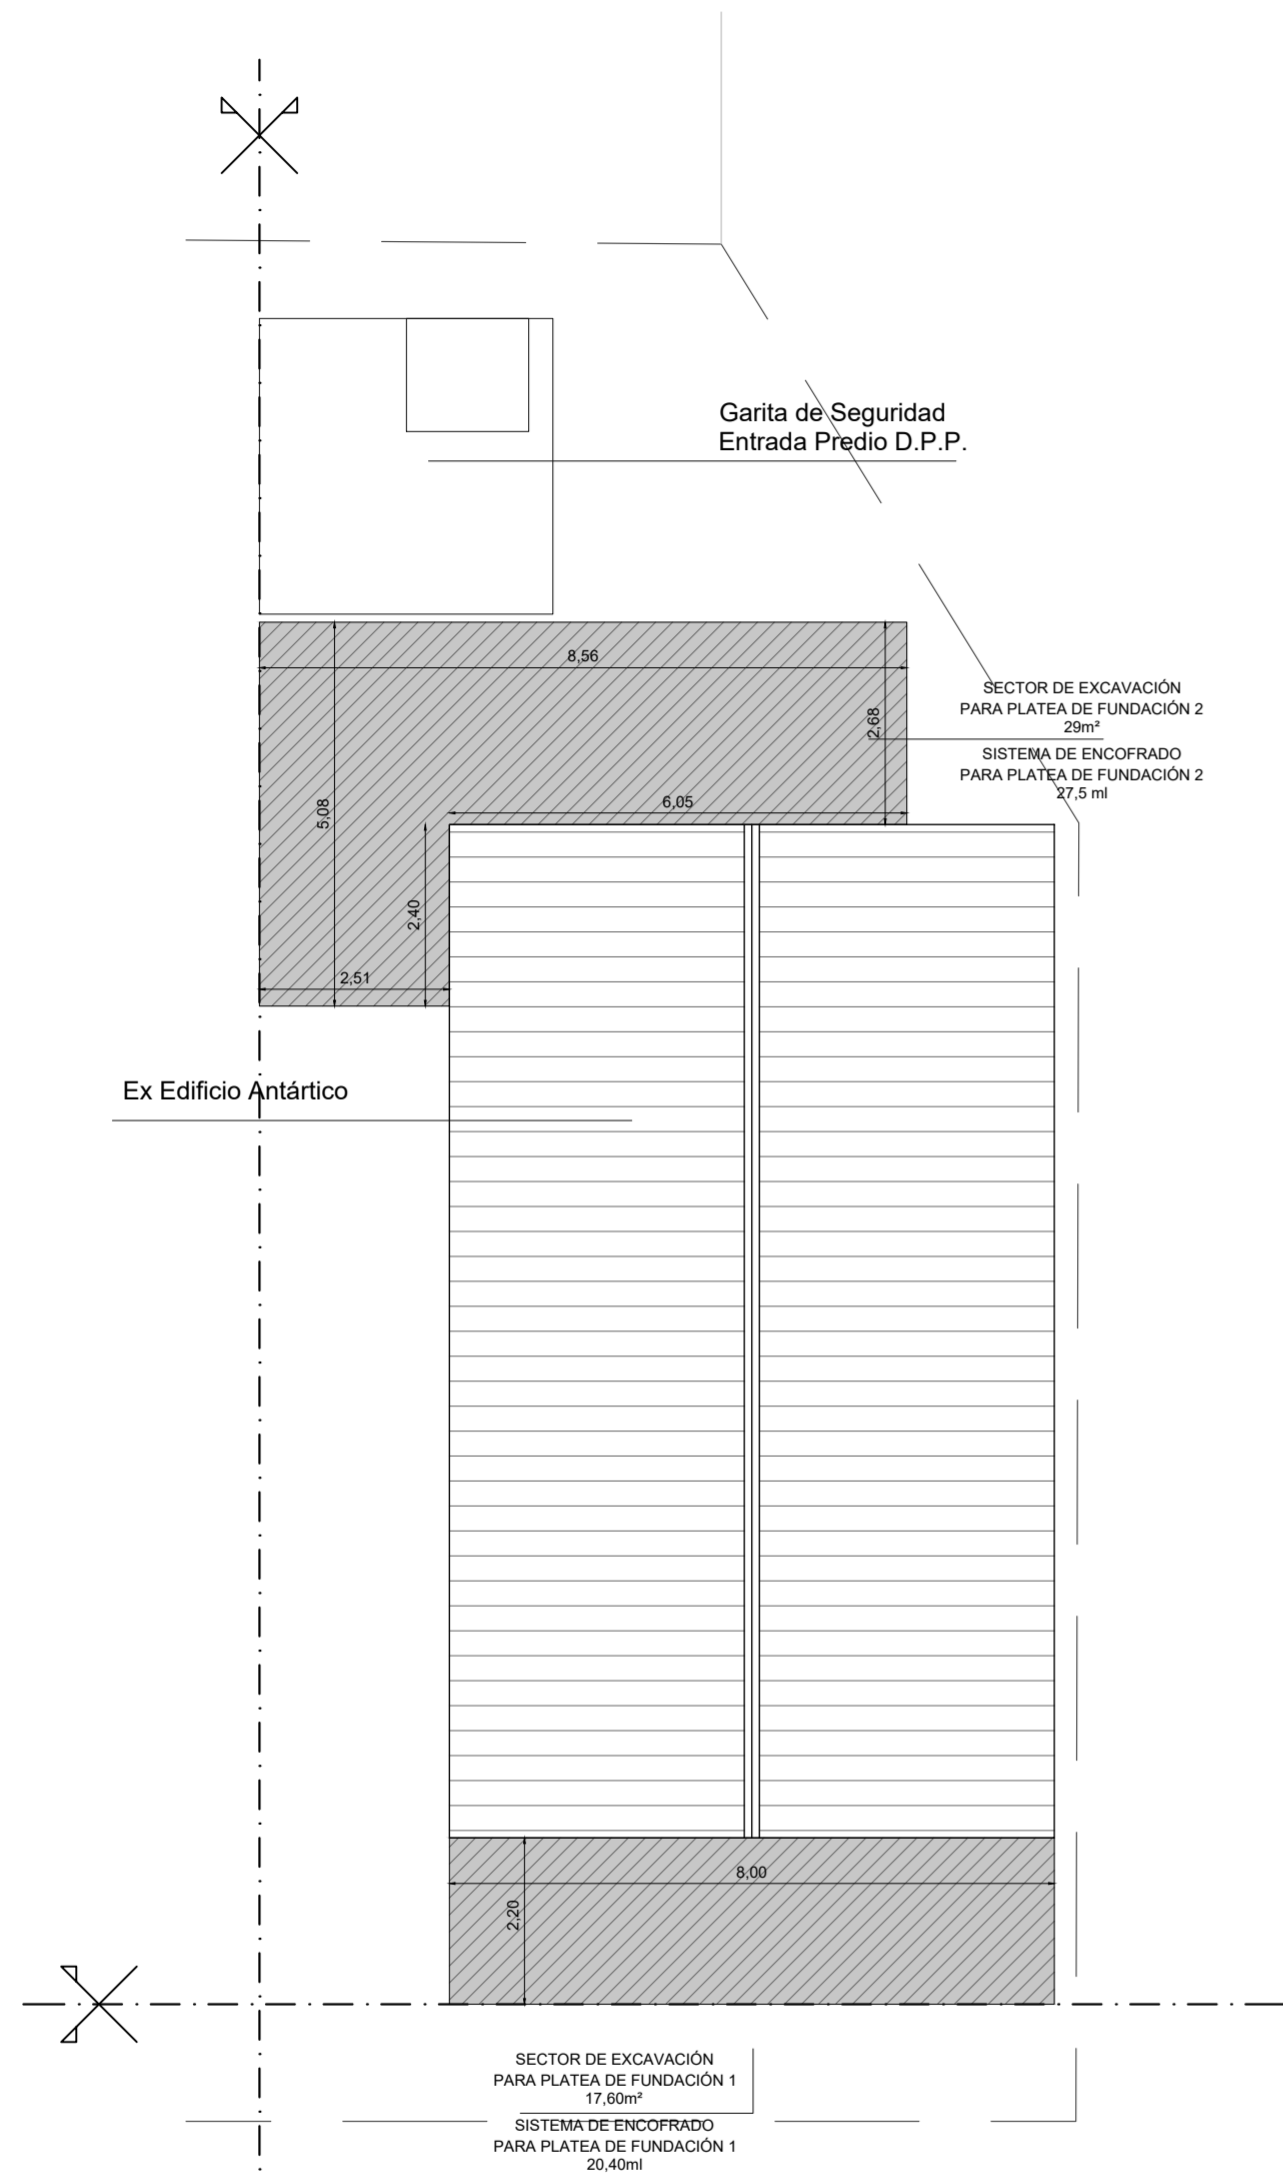 Garita de Seguridad
Entrada Predio D.P.P.
8,56
SECTOR DE EXCAVACIÓN
PARA PLATEA DE FUNDACIÓN 2
29m²
2,68
SISTEMA DE ENCOFRADO
PARA PLATEA DE FUNDACIÓN 2
27,5 ml
6,05
5,08
2,40
2,51
Ex Edificio Antártico
8,00
2,20
SECTOR DE EXCAVACIÓN
PARA PLATEA DE FUNDACIÓN 1
17,60m²
SISTEMA DE ENCOFRADO
PARA PLATEA DE FUNDACIÓN 1
20,40ml